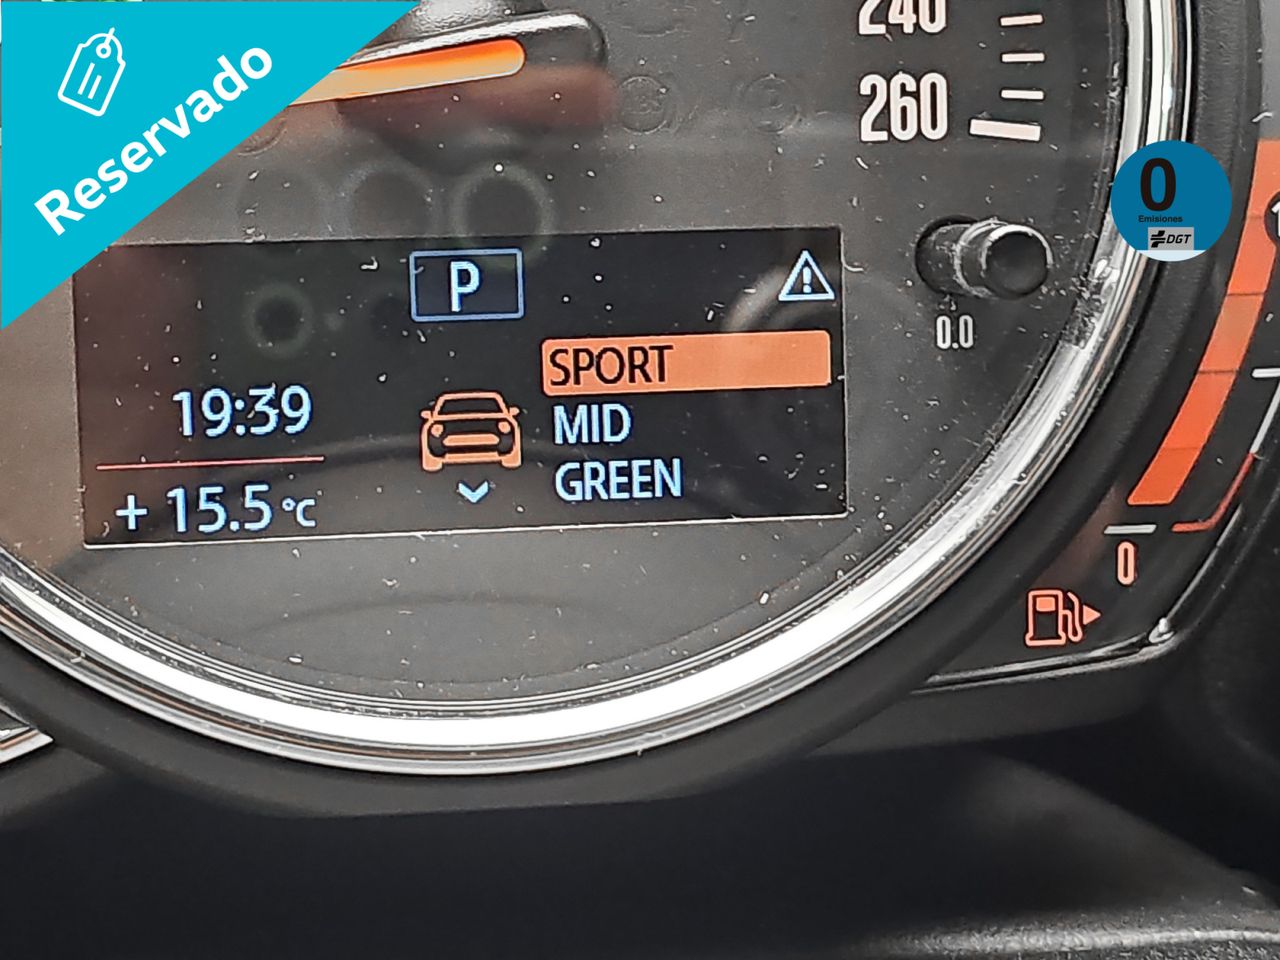 Reservado
240
260
0
Emisiones
DGT
P
0.0
SPORT
19:39
MID
GREEN
+ 15.5 °C
0